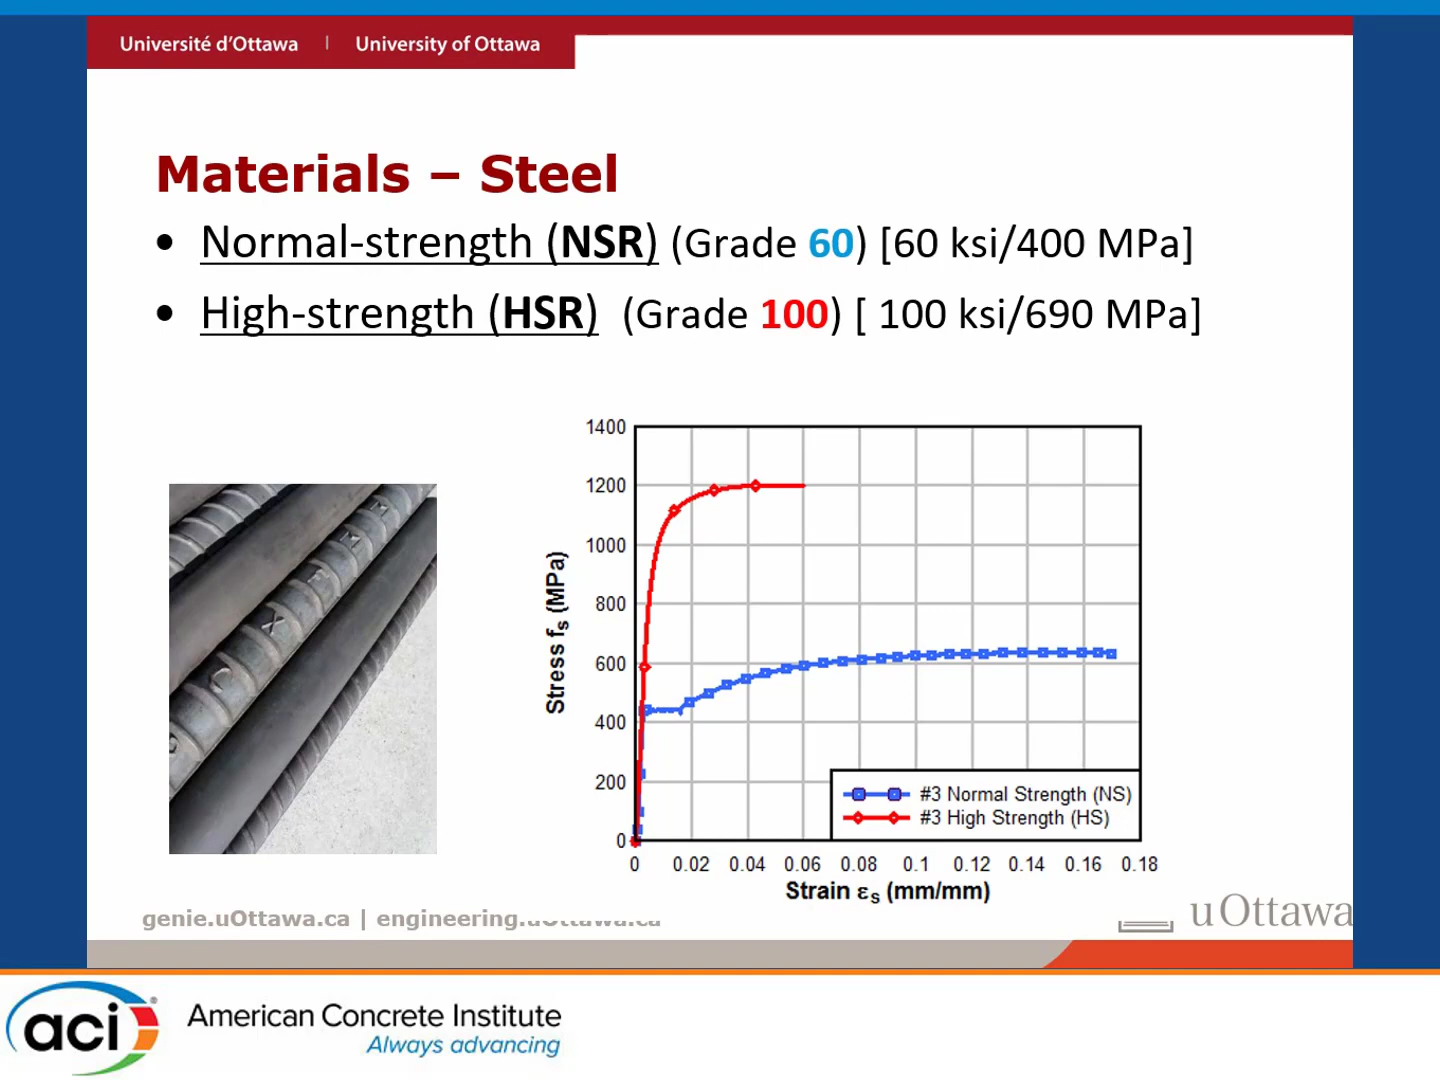 Université d'Ottawa | University of Ottawa
Materials – Steel
• Normal-strength (NSR) (Grade 60) [60 ksi/400 MPa]
• High-strength (HSR) (Grade 100) [ 100 ksi/690 MPa]
C X F M M
1400
1200
1000
800
600
400
200
0
Stress fs (MPa)
#3 Normal Strength (NS)
#3 High Strength (HS)
0 0.02 0.04 0.06 0.08 0.1 0.12 0.14 0.16 0.18
Strain εs (mm/mm)
genie.uOttawa.ca | engineering.uOttawa.ca
uOttawa
aci®
American Concrete Institute
Always advancing